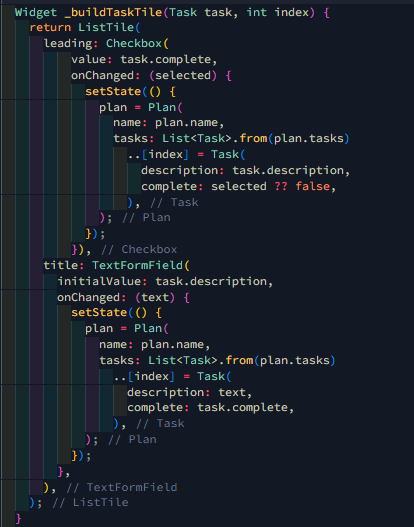 Widget _buildTaskTile(Task task, int index) {
  return ListTile(
    leading: Checkbox(
        value: task.complete,
        onChanged: (selected) {
          setState(() {
            plan = Plan(
              name: plan.name,
              tasks: List<Task>.from(plan.tasks)
                ..[index] = Task(
                  description: task.description,
                  complete: selected ?? false,
                ), // Task
            ); // Plan
          });
        }), // Checkbox
    title: TextFormField(
      initialValue: task.description,
      onChanged: (text) {
        setState(() {
          plan = Plan(
            name: plan.name,
            tasks: List<Task>.from(plan.tasks)
              ..[index] = Task(
                description: text,
                complete: task.complete,
              ), // Task
          ); // Plan
        });
      },
    ), // TextFormField
  ); // ListTile
}